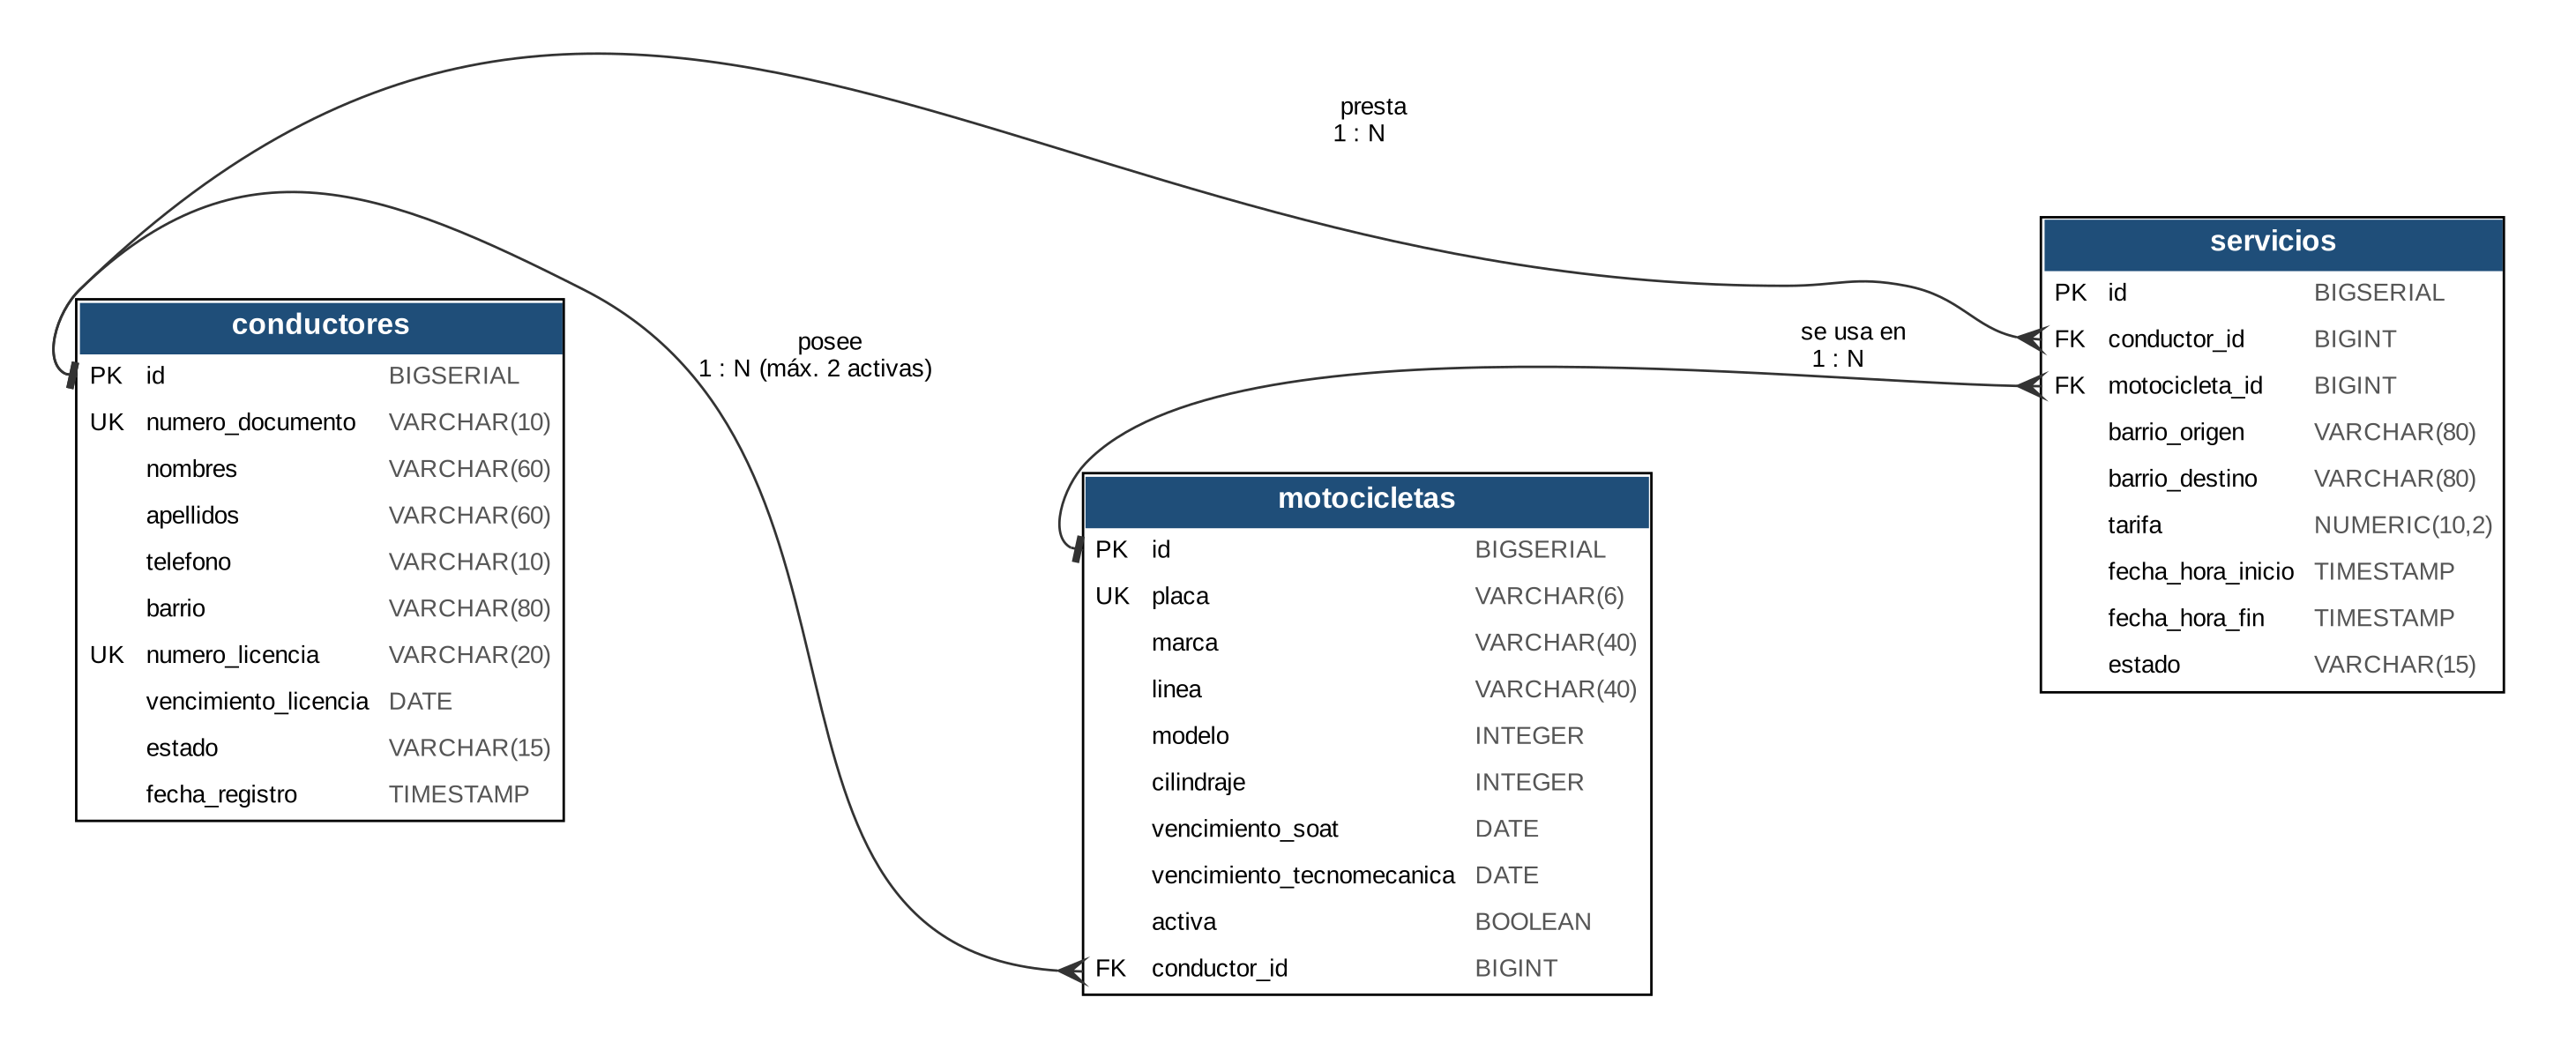 presta
1 : N
posee
1 : N (máx. 2 activas)
se usa en
1 : N
conductores
PK id BIGSERIAL
UK numero_documento VARCHAR(10)
nombres VARCHAR(60)
apellidos VARCHAR(60)
telefono VARCHAR(10)
barrio VARCHAR(80)
UK numero_licencia VARCHAR(20)
vencimiento_licencia DATE
estado VARCHAR(15)
fecha_registro TIMESTAMP
motocicletas
PK id BIGSERIAL
UK placa VARCHAR(6)
marca VARCHAR(40)
linea VARCHAR(40)
modelo INTEGER
cilindraje INTEGER
vencimiento_soat DATE
vencimiento_tecnomecanica DATE
activa BOOLEAN
FK conductor_id BIGINT
servicios
PK id BIGSERIAL
FK conductor_id BIGINT
FK motocicleta_id BIGINT
barrio_origen VARCHAR(80)
barrio_destino VARCHAR(80)
tarifa NUMERIC(10,2)
fecha_hora_inicio TIMESTAMP
fecha_hora_fin TIMESTAMP
estado VARCHAR(15)